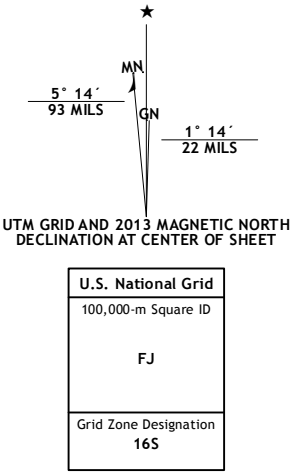 MN
GN
5° 14´
93 MILS
1° 14´
22 MILS
UTM GRID AND 2013 MAGNETIC NORTH
DECLINATION AT CENTER OF SHEET
U.S. National Grid
100,000-m Square ID
FJ
Grid Zone Designation
16S